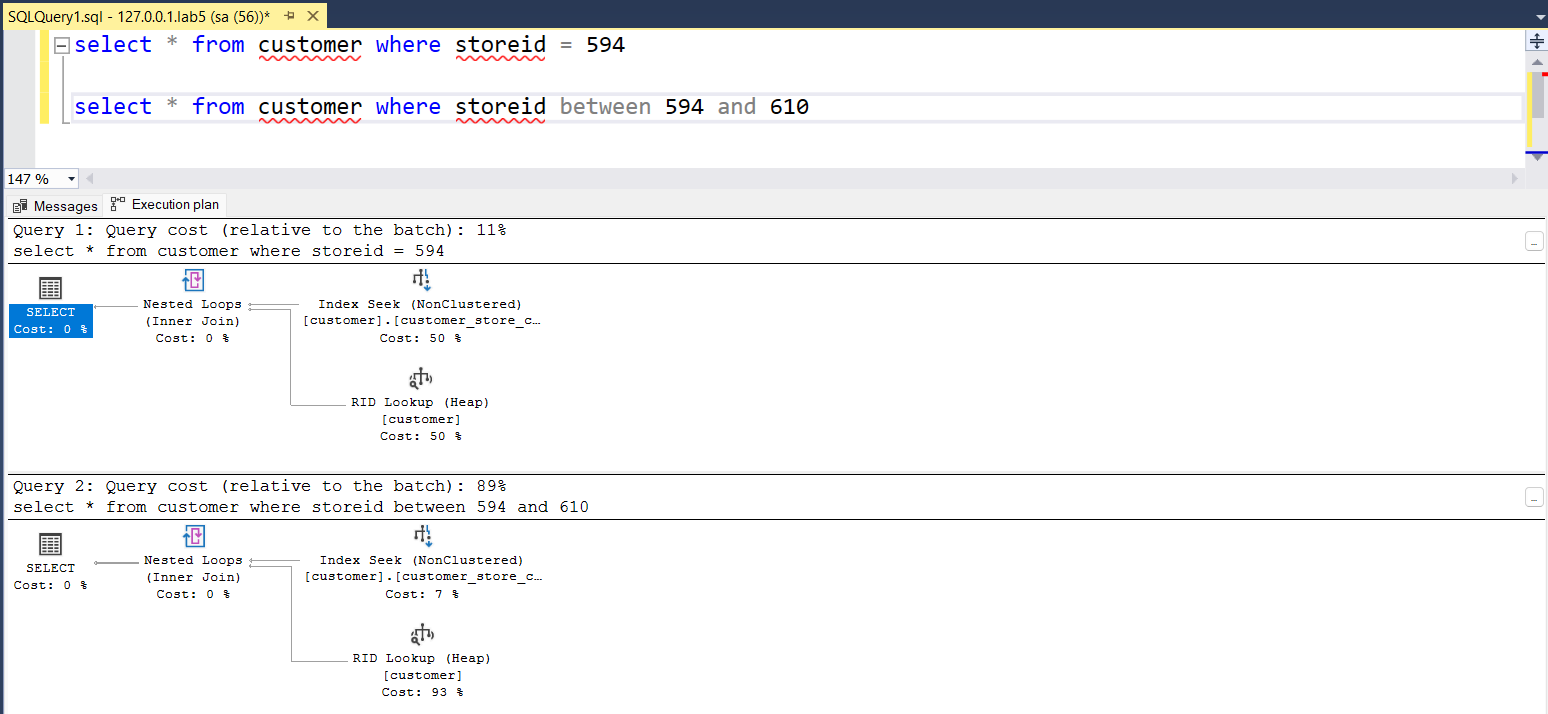 SQLQuery1.sql - 127.0.0.1.lab5 (sa (56))*
select * from customer where storeid = 594
select * from customer where storeid between 594 and 610
147 %
Messages Execution plan
Query 1: Query cost (relative to the batch): 11%
select * from customer where storeid = 594
...
SELECT
Cost: 0 %
Nested Loops
(Inner Join)
Cost: 0 %
Index Seek (NonClustered)
[customer].[customer_store_c…
Cost: 50 %
RID Lookup (Heap)
[customer]
Cost: 50 %
Query 2: Query cost (relative to the batch): 89%
select * from customer where storeid between 594 and 610
...
SELECT
Cost: 0 %
Nested Loops
(Inner Join)
Cost: 0 %
Index Seek (NonClustered)
[customer].[customer_store_c…
Cost: 7 %
RID Lookup (Heap)
[customer]
Cost: 93 %